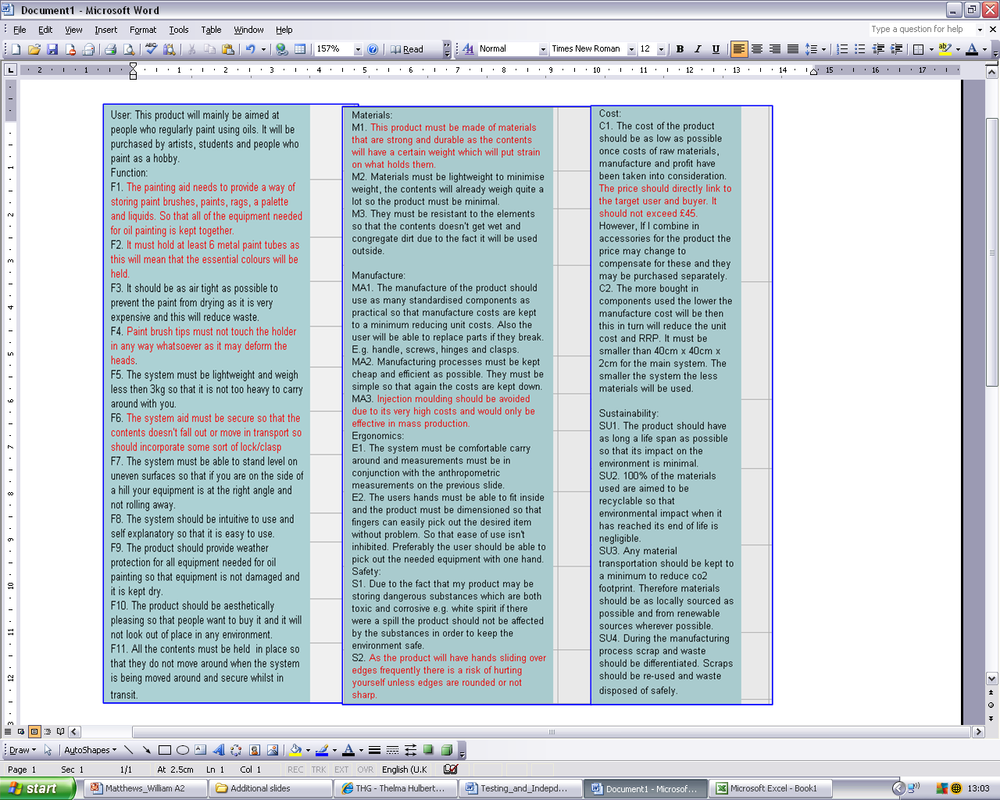 Document1 - Microsoft Word
File Edit View Insert Format Tools Table Window Help
Type a question for help
157%
Read
Normal
Times New Roman
12
B I U
2 1 1 2 3 4 5 6 7 8 9 10 11 12 13 14 15 16 17
User: This product will mainly be aimed at
people who regularly paint using oils. It will be
purchased by artists, students and people who
paint as a hobby.
Function:
F1. The painting aid needs to provide a way of
storing paint brushes, paints, rags, a palette
and liquids. So that all of the equipment needed
for oil painting is kept together.
F2. It must hold at least 6 metal paint tubes as
this will mean that the essential colours will be
held.
F3. It should be as air tight as possible to
prevent the paint from drying as it is very
expensive and this will reduce waste.
F4. Paint brush tips must not touch the holder
in any way whatsoever as it may deform the
heads.
F5. The system must be lightweight and weigh
less then 3kg so that it is not too heavy to carry
around with you.
F6. The system aid must be secure so that the
contents doesn't fall out or move in transport so
should incorporate some sort of lock/clasp
F7. The system must be able to stand level on
uneven surfaces so that if you are on the side of
a hill your equipment is at the right angle and
not rolling away.
F8. The system should be intuitive to use and
self explanatory so that it is easy to use.
F9. The product should provide weather
protection for all equipment needed for oil
painting so that equipment is not damaged and
it is kept dry.
F10. The product should be aesthetically
pleasing so that people want to buy it and it will
not look out of place in any environment.
F11. All the contents must be held in place so
that they do not move around when the system
is being moved around and secure whilst in
transit.
Materials:
M1. This product must be made of materials
that are strong and durable as the contents
will have a certain weight which will put strain
on what holds them.
M2. Materials must be lightweight to minimise
weight, the contents will already weigh quite a
lot so the product must be minimal.
M3. They must be resistant to the elements
so that the contents doesn't get wet and
congregate dirt due to the fact it will be used
outside.
Manufacture:
MA1. The manufacture of the product should
use as many standardised components as
practical so that manufacture costs are kept
to a minimum reducing unit costs. Also the
user will be able to replace parts if they break.
E.g. handle, screws, hinges and clasps.
MA2. Manufacturing processes must be kept
cheap and efficient as possible. They must be
simple so that again the costs are kept down.
MA3. Injection moulding should be avoided
due to its very high costs and would only be
effective in mass production.
Ergonomics:
E1. The system must be comfortable carry
around and measurements must be in
conjunction with the anthropometric
measurements on the previous slide.
E2. The users hands must be able to fit inside
and the product must be dimensioned so that
fingers can easily pick out the desired item
without problem. So that ease of use isn't
inhibited. Preferably the user should be able to
pick out the needed equipment with one hand.
Safety:
S1. Due to the fact that my product may be
storing dangerous substances which are both
toxic and corrosive e.g. white spirit if there
were a spill the product should not be affected
by the substances in order to keep the
environment safe.
S2. As the product will have hands sliding over
edges frequently there is a risk of hurting
yourself unless edges are rounded or not
sharp.
Cost:
C1. The cost of the product
should be as low as possible
once costs of raw materials,
manufacture and profit have
been taken into consideration.
The price should directly link to
the target user and buyer. It
should not exceed £45.
However, If I combine in
accessories for the product the
price may change to
compensate for these and they
may be purchased separately.
C2. The more bought in
components used the lower the
manufacture cost will be then
this in turn will reduce the unit
cost and RRP. It must be
smaller than 40cm x 40cm x
2cm for the main system. The
smaller the system the less
materials will be used.
Sustainability:
SU1. The product should have
as long a life span as possible
so that its impact on the
environment is minimal.
SU2. 100% of the materials
used are aimed to be
recyclable so that
environmental impact when it
has reached its end of life is
negligible.
SU3. Any material
transportation should be kept to
a minimum to reduce co2
footprint. Therefore materials
should be as locally sourced as
possible and from renewable
sources wherever possible.
SU4. During the manufacturing
process scrap and waste
should be differentiated. Scraps
should be re-used and waste
disposed of safely.
Draw AutoShapes
Page 1 Sec 1 1/1 At 2.5cm Ln 1 Col 1 REC TRK EXT OVR English (U.K
start
Matthews_William A2
Additional slides
THG - Thelma Hulbert...
Testing_and_Indepd...
Document1 - Microsof...
Microsoft Excel - Book1
13:03